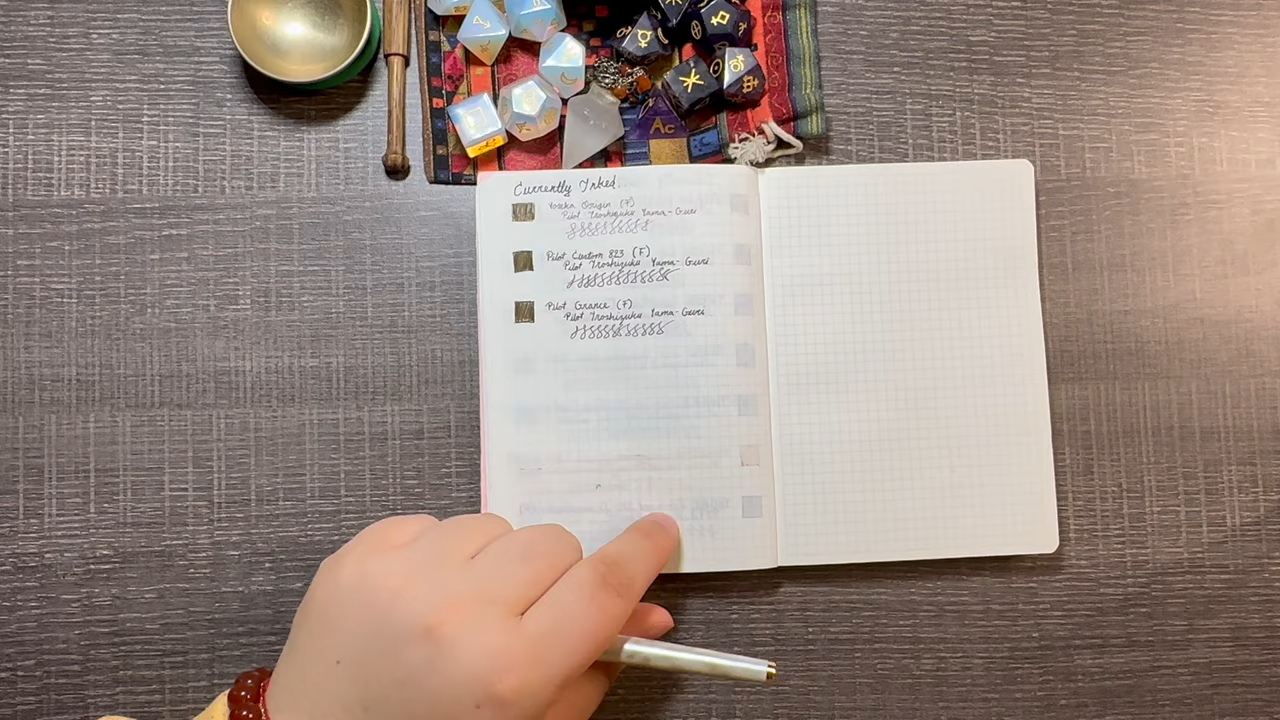 Currently Inked
Yoseka Origin (F)
Pilot Iroshizuku Yama-Guri
Pilot Custom 823 (F)
Pilot Iroshizuku Yama-Guri
Pilot Grance (F)
Pilot Iroshizuku Yama-Guri
Ac